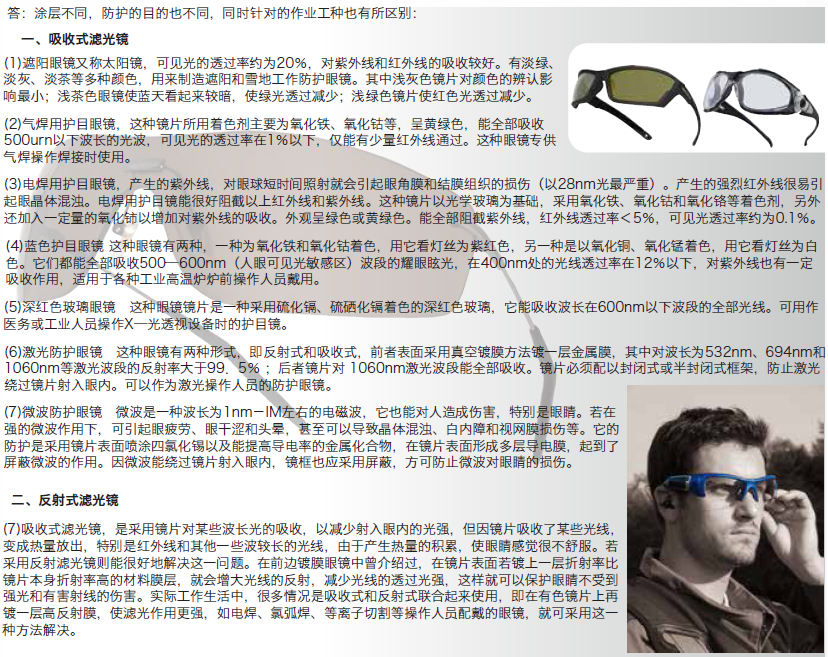 答：涂层不同，防护的目的也不同，同时针对的作业工种也有所区别：
一、吸收式滤光镜
(1)遮阳眼镜又称太阳镜，可见光的透过率约为20%，对紫外线和红外线的吸收较好。有淡绿、
淡灰、淡茶等多种颜色，用来制造遮阳和雪地工作防护眼镜。其中浅灰色镜片对颜色的辨认影
响最小；浅茶色眼镜使蓝天看起来较暗，使绿光透过减少；浅绿色镜片使红色光透过减少。
(2)气焊用护目眼镜，这种镜片所用着色剂主要为氧化铁、氧化钴等，呈黄绿色，能全部吸收
500urn以下波长的光波，可见光的透过率在1%以下，仅能有少量红外线通过。这种眼镜专供
气焊操作焊接时使用。
(3)电焊用护目眼镜，产生的紫外线，对眼球短时间照射就会引起眼角膜和结膜组织的损伤（以28nm光最严重）。产生的强烈红外线很易引
起眼晶体混浊。电焊用护目镜能很好阻截以上红外线和紫外线。这种镜片以光学玻璃为基础，采用氧化铁、氧化钴和氧化铬等着色剂，另外
还加入一定量的氧化铈以增加对紫外线的吸收。外观呈绿色或黄绿色。能全部阻截紫外线，红外线透过率＜5%，可见光透过率约为0.1%。
(4)蓝色护目眼镜 这种眼镜有两种，一种为氧化铁和氧化钴着色，用它看灯丝为紫红色，另一种是以氧化铜、氧化锰着色，用它看灯丝为白
色。它们都能全部吸收500—600nm（人眼可见光敏感区）波段的耀眼眩光，在400nm处的光线透过率在12%以下，对紫外线也有一定
吸收作用，适用于各种工业高温炉炉前操作人员戴用。
(5)深红色玻璃眼镜　这种眼镜镜片是一种采用硫化镉、硫硒化镉着色的深红色玻璃，它能吸收波长在600nm以下波段的全部光线。可用作
医务或工业人员操作X—光透视设备时的护目镜。
(6)激光防护眼镜　这种眼镜有两种形式，即反射式和吸收式，前者表面采用真空镀膜方法镀一层金属膜，其中对波长为532nm、694nm和
1060nm等激光波段的反射率大于99．5% ；后者镜片对 1060nm激光波段能全部吸收。镜片必须配以封闭式或半封闭式框架，防止激光
绕过镜片射入眼内。可以作为激光操作人员的防护眼镜。
(7)微波防护眼镜　微波是一种波长为1nm－IM左右的电磁波，它也能对人造成伤害，特别是眼睛。若在
强的微波作用下，可引起眼疲劳、眼干涩和头晕，甚至可以导致晶体混浊、白内障和视网膜损伤等。它的
防护是采用镜片表面喷涂四氯化锡以及能提高导电率的金属化合物，在镜片表面形成多层导电膜，起到了
屏蔽微波的作用。因微波能绕过镜片射入眼内，镜框也应采用屏蔽，方可防止微波对眼睛的损伤。
二、反射式滤光镜
(7)吸收式滤光镜，是采用镜片对某些波长光的吸收，以减少射入眼内的光强，但因镜片吸收了某些光线，
变成热量放出，特别是红外线和其他一些波较长的光线，由于产生热量的积累，使眼睛感觉很不舒服。若
采用反射滤光镜则能很好地解决这一问题。在前边镀膜眼镜中曾介绍过，在镜片表面若镀上一层折射率比
镜片本身折射率高的材料膜层，就会增大光线的反射，减少光线的透过光强，这样就可以保护眼睛不受到
强光和有害射线的伤害。实际工作生活中，很多情况是吸收式和反射式联合起来使用，即在有色镜片上再
镀一层高反射膜，使滤光作用更强，如电焊、氯弧焊、等离子切割等操作人员配戴的眼镜，就可采用这一
种方法解决。